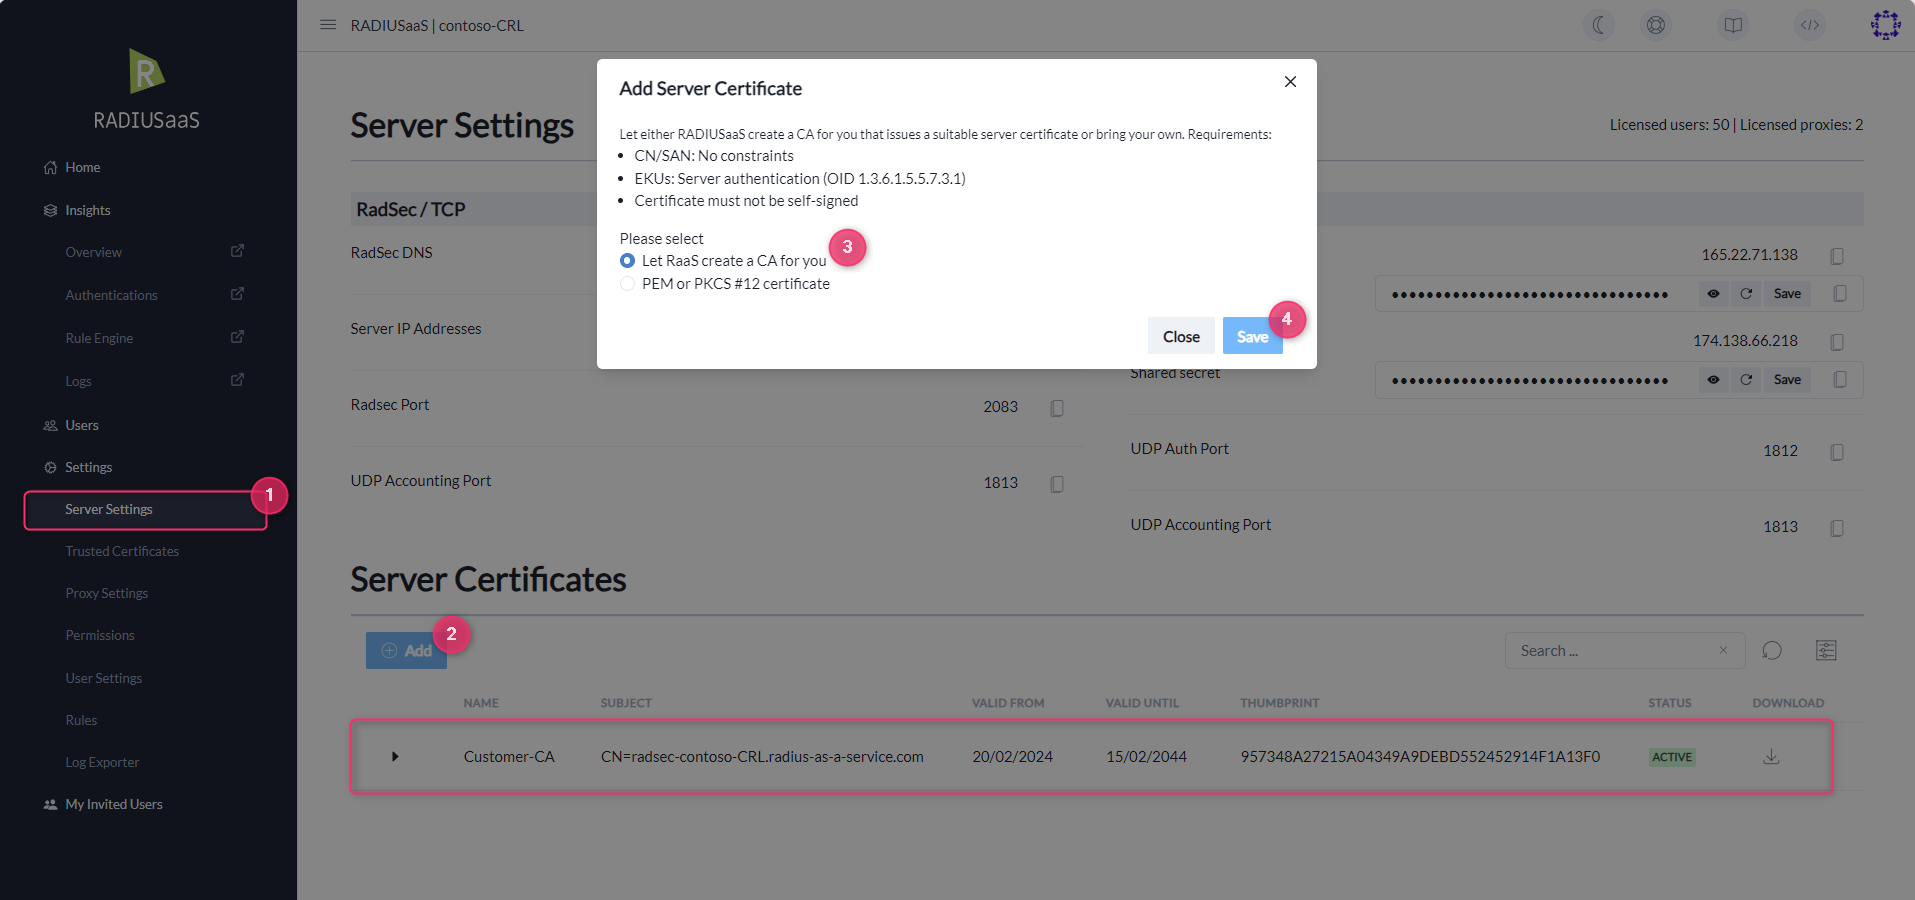 RADIUSaaS | contoso-CRL
R
RADIUSaaS
Home
Insights
Overview
Authentications
Rule Engine
Logs
Users
Settings
1
Server Settings
Trusted Certificates
Proxy Settings
Permissions
User Settings
Rules
Log Exporter
My Invited Users
Add Server Certificate
Let either RADIUSaaS create a CA for you that issues a suitable server certificate or bring your own. Requirements:
CN/SAN: No constraints
EKUs: Server authentication (OID 1.3.6.1.5.5.7.3.1)
Certificate must not be self-signed
Please select
3
Let RaaS create a CA for you
PEM or PKCS #12 certificate
4
Close Save
Server Settings
Licensed users: 50 | Licensed proxies: 2
RadSec / TCP
RadSec DNS
165.22.71.138
Save
Server IP Addresses
174.138.66.218
Shared secret
Save
Radsec Port 2083
UDP Auth Port 1812
UDP Accounting Port 1813
UDP Accounting Port 1813
Server Certificates
2
Add
Search ...
NAME SUBJECT VALID FROM VALID UNTIL THUMBPRINT STATUS DOWNLOAD
Customer-CA CN=radsec-contoso-CRL.radius-as-a-service.com 20/02/2024 15/02/2044 957348A27215A04349A9DEBD552452914F1A13F0 ACTIVE